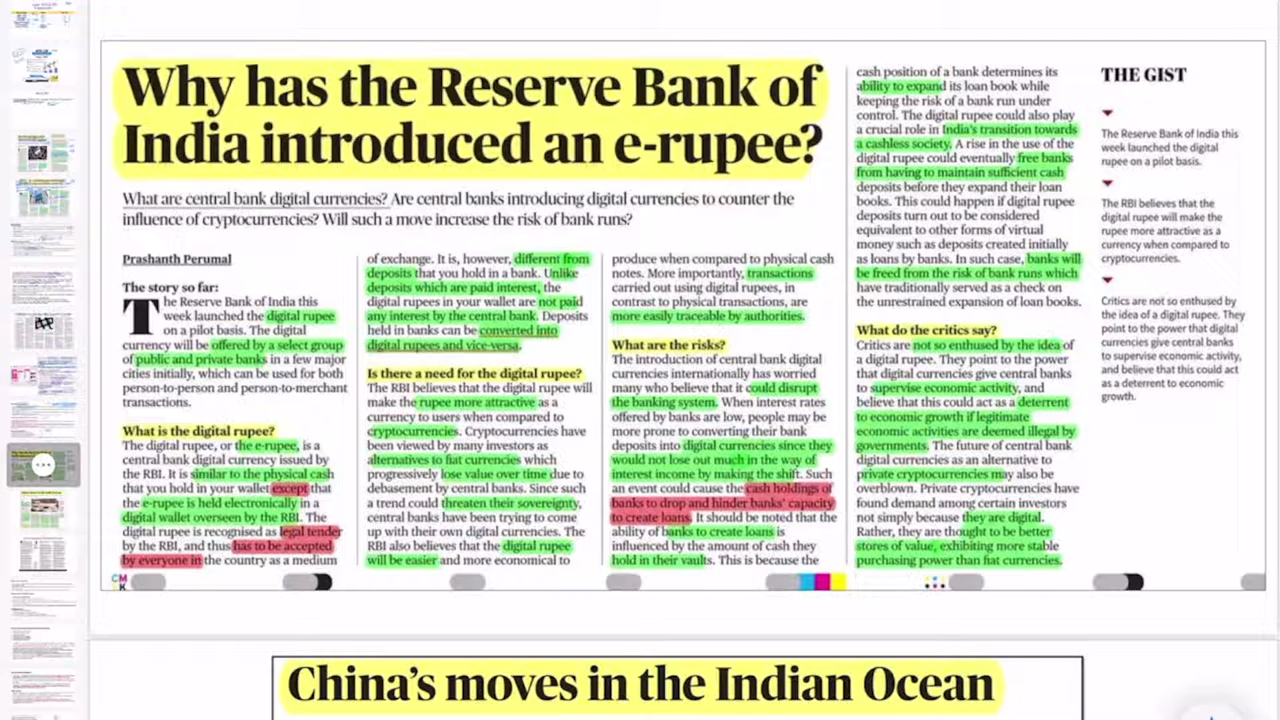 Why has the Reserve Bank of
India introduced an e-rupee?
What are central bank digital currencies? Are central banks introducing digital currencies to counter the
influence of cryptocurrencies? Will such a move increase the risk of bank runs?
Prashanth Perumal
The story so far:
The Reserve Bank of India this
week launched the digital rupee
on a pilot basis. The digital
currency will be offered by a select group
of public and private banks in a few major
cities initially, which can be used for both
person-to-person and person-to-merchant
transactions.
What is the digital rupee?
The digital rupee, or the e-rupee, is a
central bank digital currency issued by
the RBI. It is similar to the physical cash
that you hold in your wallet except that
the e-rupee is held electronically in a
digital wallet overseen by the RBI. The
digital rupee is recognised as legal tender
by the RBI, and thus has to be accepted
by everyone in the country as a medium
of exchange. It is, however, different from
deposits that you hold in a bank. Unlike
deposits which are paid interest, the
digital rupees in your wallet are not paid
any interest by the central bank. Deposits
held in banks can be converted into
digital rupees and vice-versa.
Is there a need for the digital rupee?
The RBI believes that the digital rupee will
make the rupee more attractive as a
currency to users when compared to
cryptocurrencies. Cryptocurrencies have
been viewed by many investors as
alternatives to fiat currencies which
progressively lose value over time due to
debasement by central banks. Since such
a trend could threaten their sovereignty,
central banks have been trying to come
up with their own digital currencies. The
RBI also believes that the digital rupee
will be easier and more economical to
produce when compared to physical cash
notes. More importantly, transactions
carried out using digital rupees, in
contrast to physical transactions, are
more easily traceable by authorities.
What are the risks?
The introduction of central bank digital
currencies internationally has worried
many who believe that it could disrupt
the banking system. When interest rates
offered by banks are low, people may be
more prone to converting their bank
deposits into digital currencies since they
would not lose out much in the way of
interest income by making the shift. Such
an event could cause the cash holdings of
banks to drop and hinder banks' capacity
to create loans. It should be noted that the
ability of banks to create loans is
influenced by the amount of cash they
hold in their vaults. This is because the
cash position of a bank determines its
ability to expand its loan book while
keeping the risk of a bank run under
control. The digital rupee could also play
a crucial role in India's transition towards
a cashless society. A rise in the use of the
digital rupee could eventually free banks
from having to maintain sufficient cash
deposits before they expand their loan
books. This could happen if digital rupee
deposits turn out to be considered
equivalent to other forms of virtual
money such as deposits created initially
as loans by banks. In such case, banks will
be freed from the risk of bank runs which
have traditionally served as a check on
the unrestrained expansion of loan books.
What do the critics say?
Critics are not so enthused by the idea of
a digital rupee. They point to the power
that digital currencies give central banks
to supervise economic activity, and
believe that this could act as a deterrent
to economic growth if legitimate
economic activities are deemed illegal by
governments. The future of central bank
digital currencies as an alternative to
private cryptocurrencies may also be
overblown. Private cryptocurrencies have
found demand among certain investors
not simply because they are digital.
Rather, they are thought to be better
stores of value, exhibiting more stable
purchasing power than fiat currencies.
THE GIST
The Reserve Bank of India this
week launched the digital
rupee on a pilot basis.
The RBI believes that the
digital rupee will make the
rupee more attractive as a
currency when compared to
cryptocurrencies.
Critics are not so enthused by
the idea of a digital rupee. They
point to the power that digital
currencies give central banks
to supervise economic activity,
and believe that this could act
as a deterrent to economic
growth.
CM
K
China's moves in the Indian Ocean